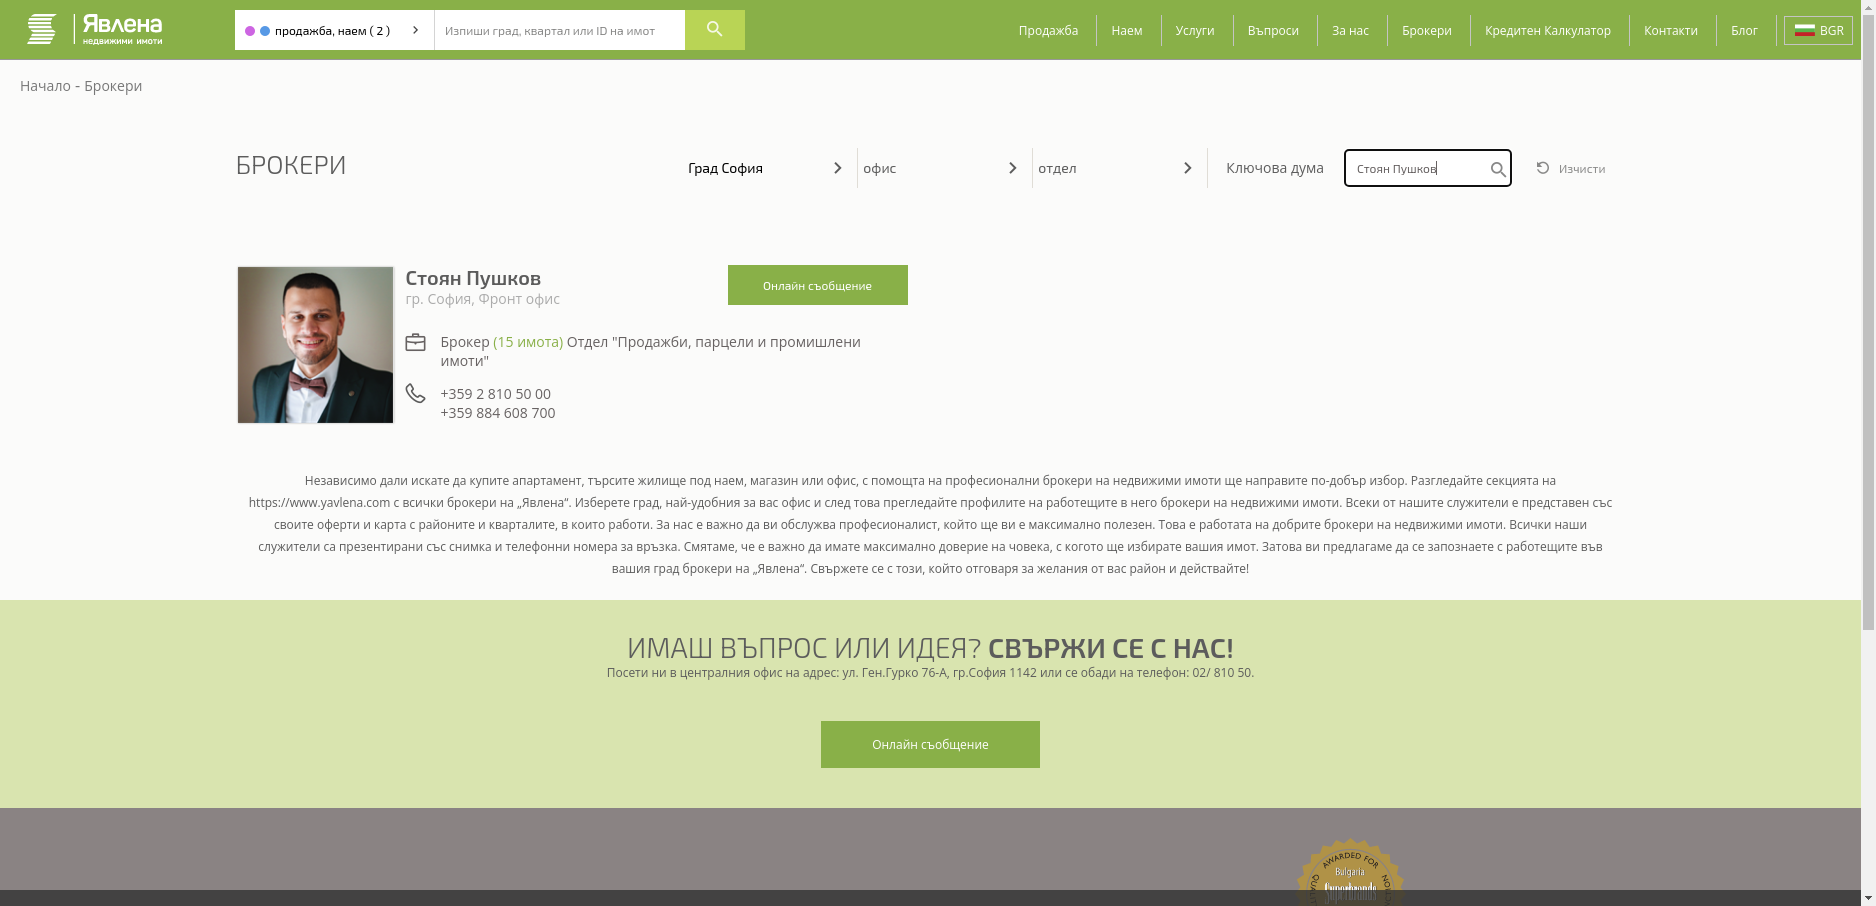 Явлена
недвижими имоти
продажба, наем ( 2 )
Изпиши град, квартал или ID на имот
Продажба
Наем
Услуги
Въпроси
За нас
Брокери
Кредитен Калкулатор
Контакти
Блог
BGR
Начало - Брокери
БРОКЕРИ
Град София
офис
отдел
Ключова дума
Стоян Пушков
Изчисти
Стоян Пушков
гр. София, Фронт офис
Онлайн съобщение
Брокер (15 имота) Отдел "Продажби, парцели и промишлени
имоти"
+359 2 810 50 00
+359 884 608 700
Независимо дали искате да купите апартамент, търсите жилище под наем, магазин или офис, с помощта на професионални брокери на недвижими имоти ще направите по-добър избор. Разгледайте секцията на
https://www.yavlena.com с всички брокери на „Явлена“. Изберете град, най-удобния за вас офис и след това прегледайте профилите на работещите в него брокери на недвижими имоти. Всеки от нашите служители е представен със
своите оферти и карта с районите и кварталите, в които работи. За нас е важно да ви обслужва професионалист, който ще ви е максимално полезен. Това е работата на добрите брокери на недвижими имоти. Всички наши
служители са презентирани със снимка и телефонни номера за връзка. Смятаме, че е важно да имате максимално доверие на човека, с когото ще избирате вашия имот. Затова ви предлагаме да се запознаете с работещите във
вашия град брокери на „Явлена“. Свържете се с този, който отговаря за желания от вас район и действайте!
ИМАШ ВЪПРОС ИЛИ ИДЕЯ? СВЪРЖИ СЕ С НАС!
Посети ни в централния офис на адрес: ул. Ген.Гурко 76-А, гр.София 1142 или се обади на телефон: 02/ 810 50.
Онлайн съобщение
AWARDED FOR
Bulgaria